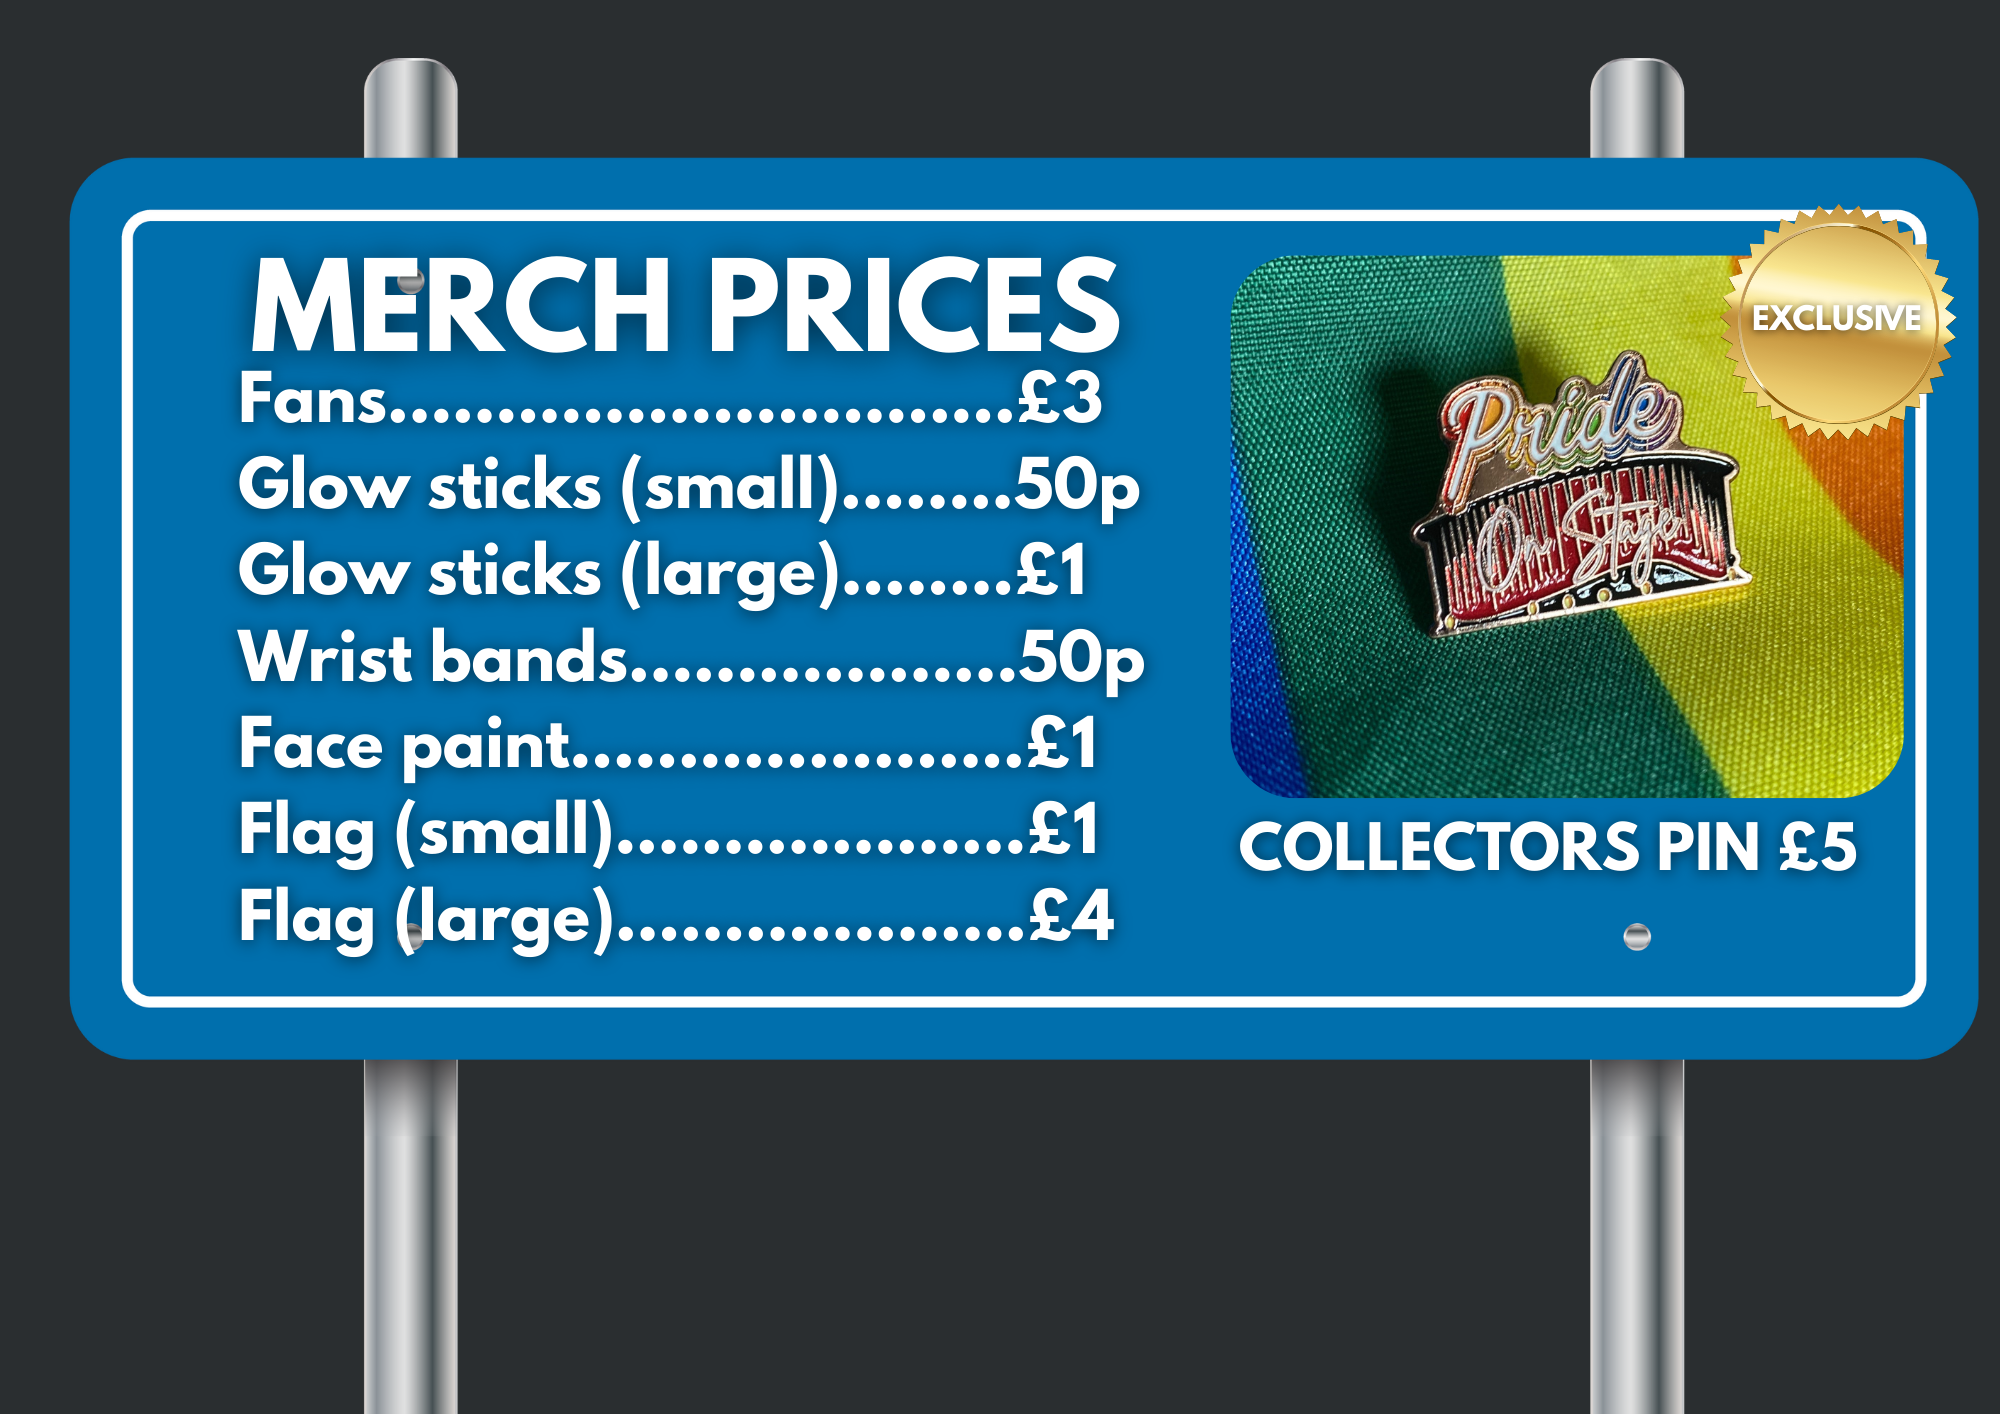 MERCH PRICES
Fans.............................£3
Glow sticks (small)........50p
Glow sticks (large)........£1
Wrist bands..................50p
Face paint.....................£1
Flag (small)...................£1
Flag (large)...................£4
EXCLUSIVE
Pride
On Stage
COLLECTORS PIN £5